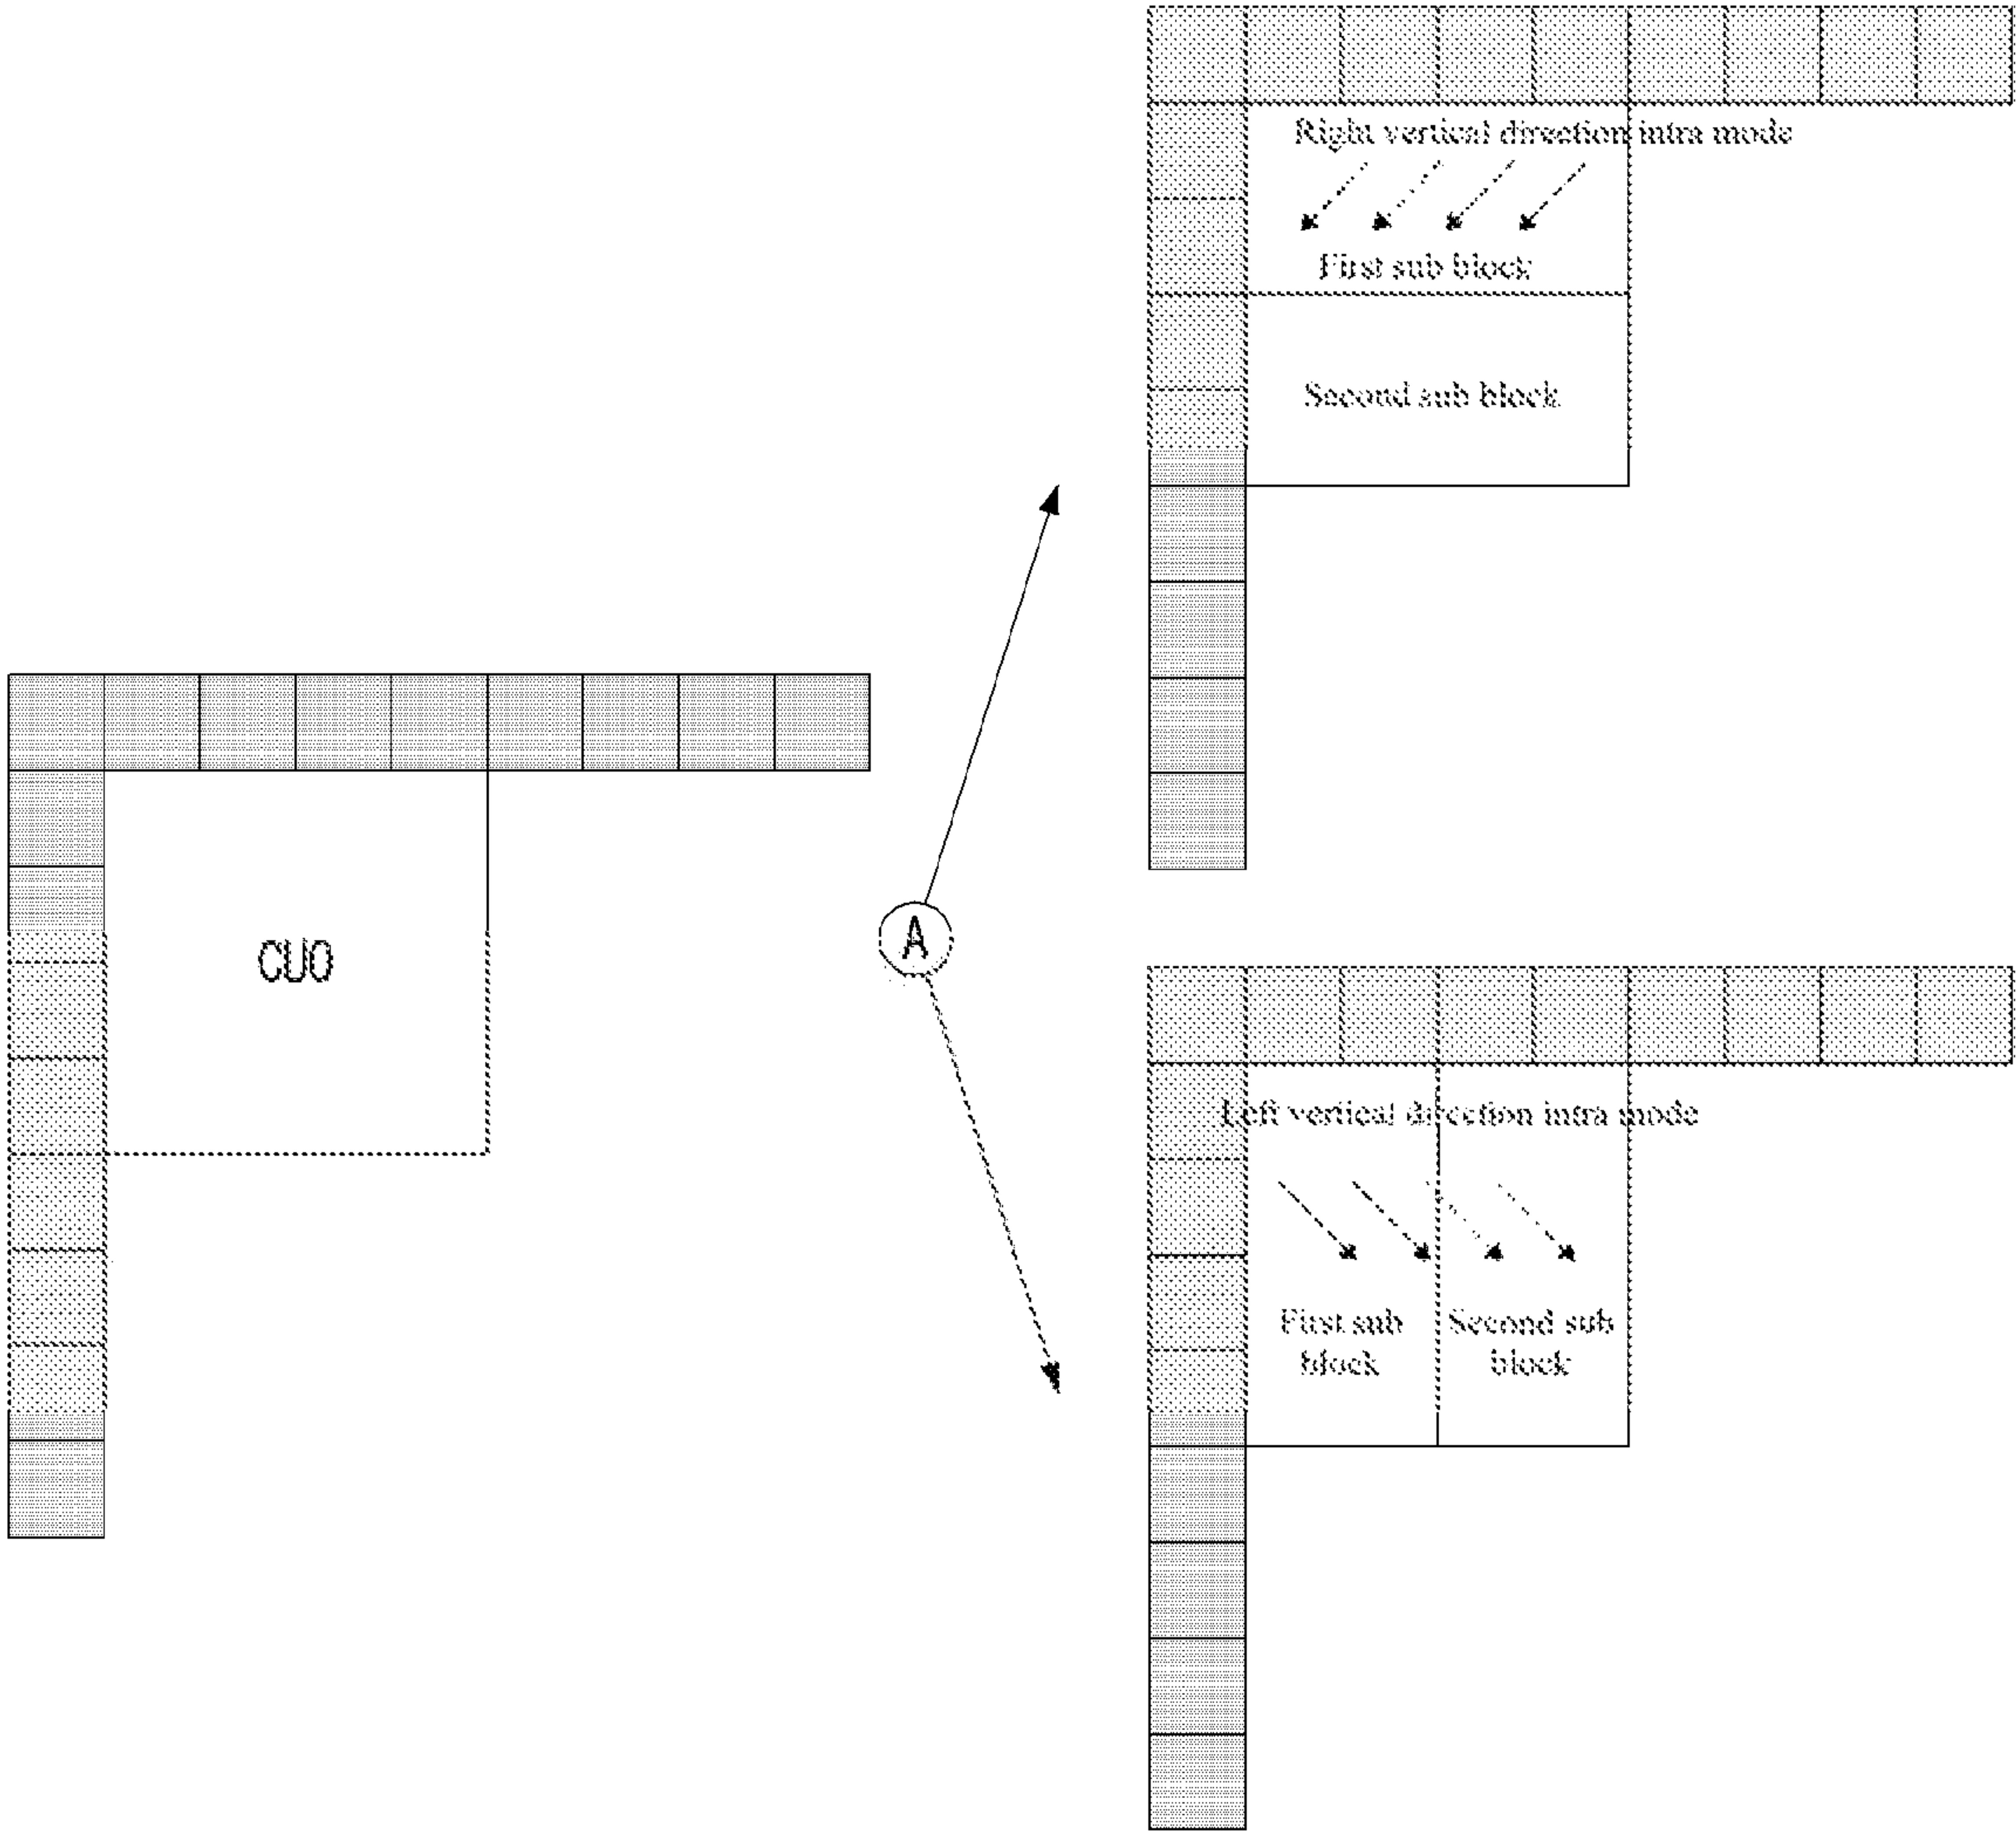 CU0
A
Right vertical direction intra mode
First sub block
Second sub block
Left vertical direction intra mode
First sub
block
Second sub
block